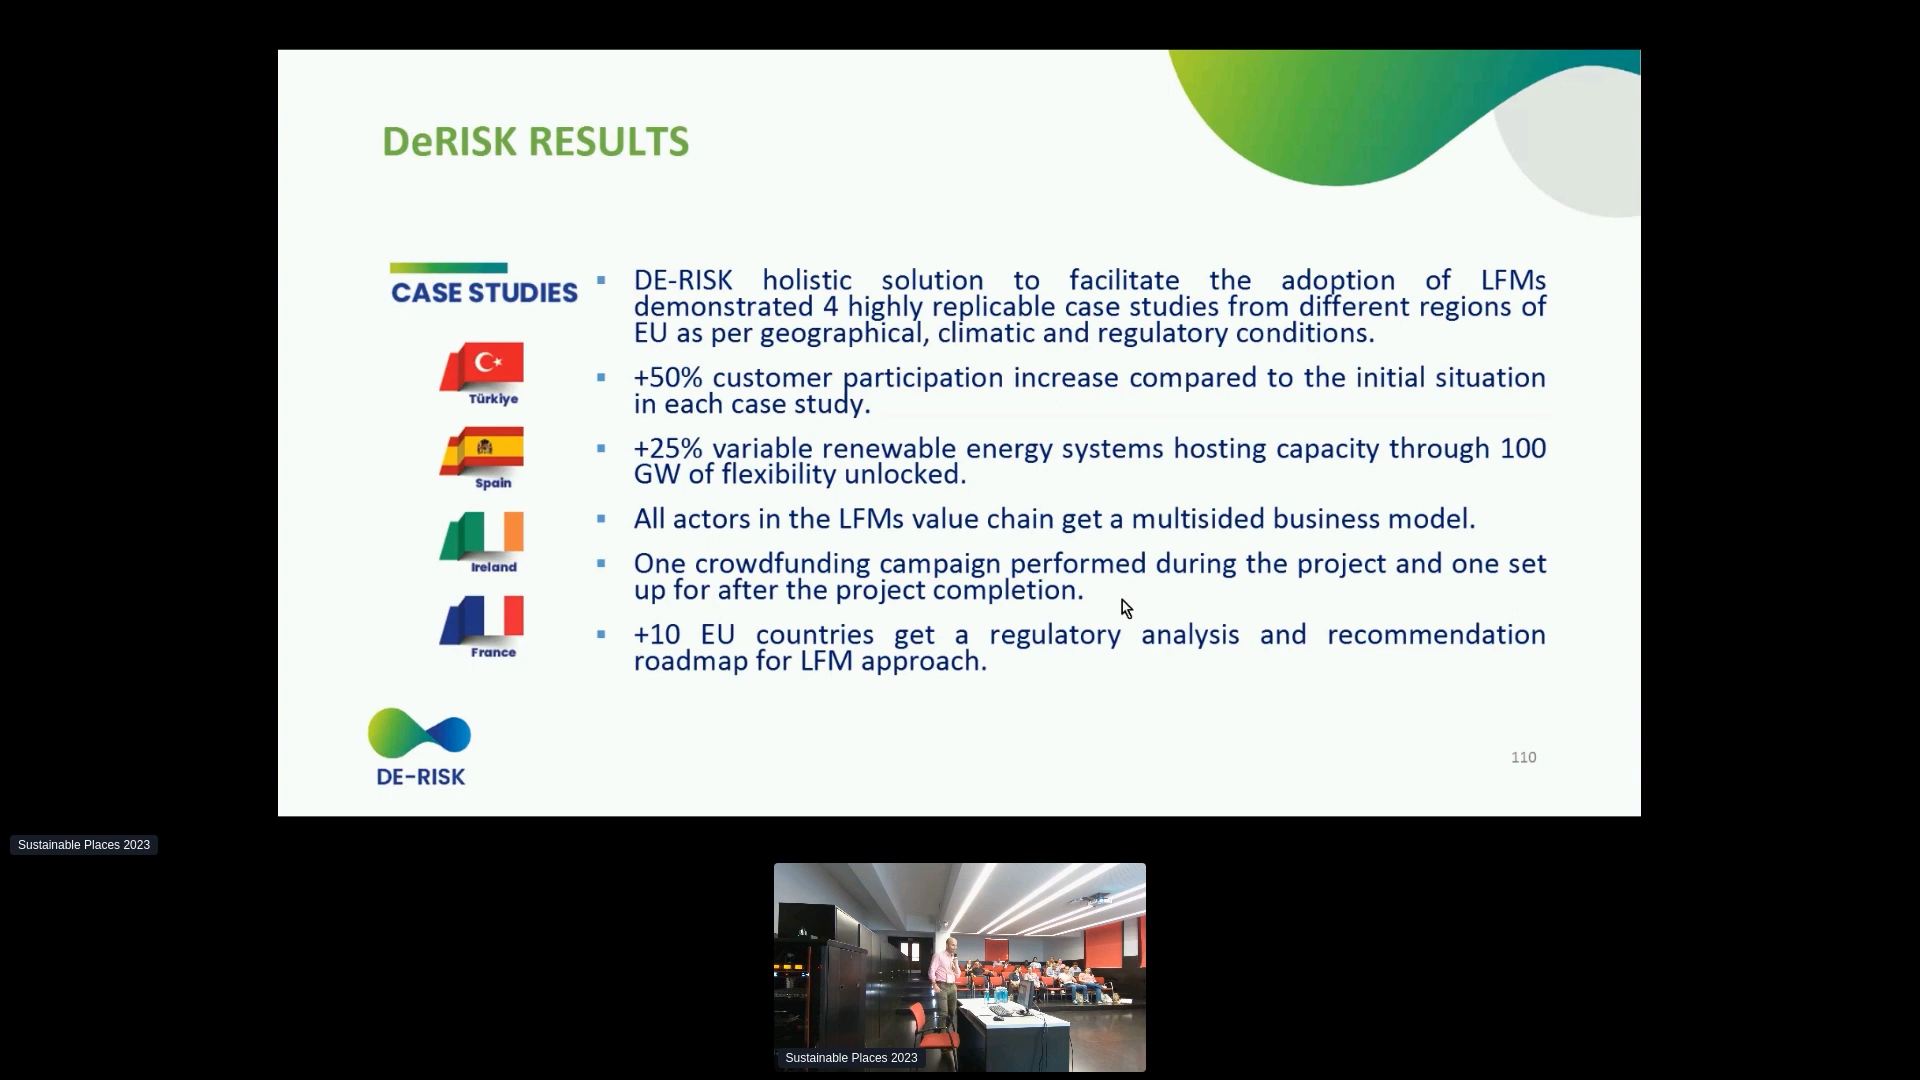 DeRISK RESULTS
CASE STUDIES
Türkiye
Spain
Ireland
France
▪ DE-RISK holistic solution to facilitate the adoption of LFMs
demonstrated 4 highly replicable case studies from different regions of
EU as per geographical, climatic and regulatory conditions.
▪ +50% customer participation increase compared to the initial situation
in each case study.
▪ +25% variable renewable energy systems hosting capacity through 100
GW of flexibility unlocked.
▪ All actors in the LFMs value chain get a multisided business model.
▪ One crowdfunding campaign performed during the project and one set
up for after the project completion.
▪ +10 EU countries get a regulatory analysis and recommendation
roadmap for LFM approach.
DE-RISK
110
Sustainable Places 2023
Sustainable Places 2023